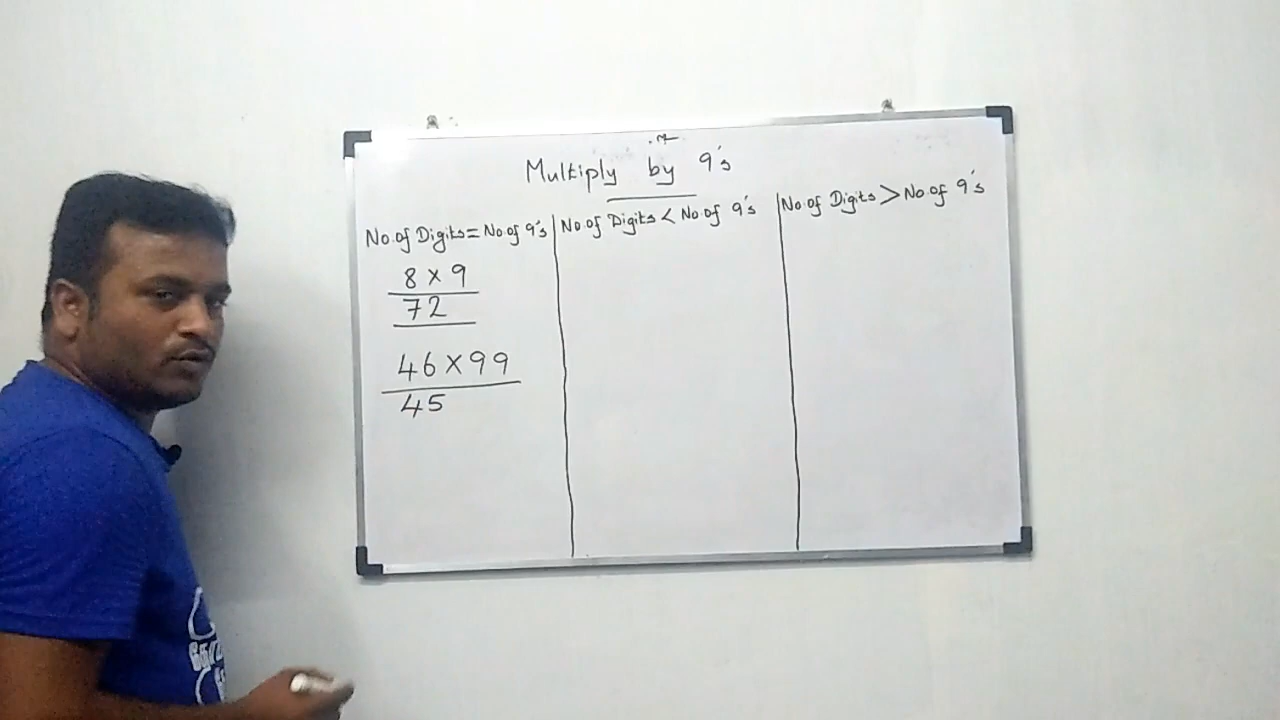 Multiply by 9's
No.of Digits = No.of 9's
8 × 9
72
46 × 99
45
No.of Digits < No.of 9's
No.of Digits > No.of 9's